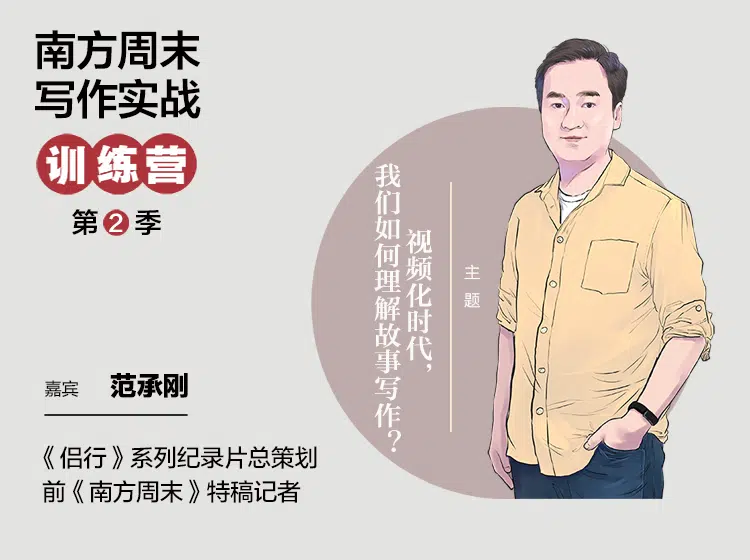 南方周末
写作实战
训练营
第2季
主题
视频化时代，
我们如何理解故事写作？
嘉宾 范承刚
《侣行》系列纪录片总策划
前《南方周末》特稿记者